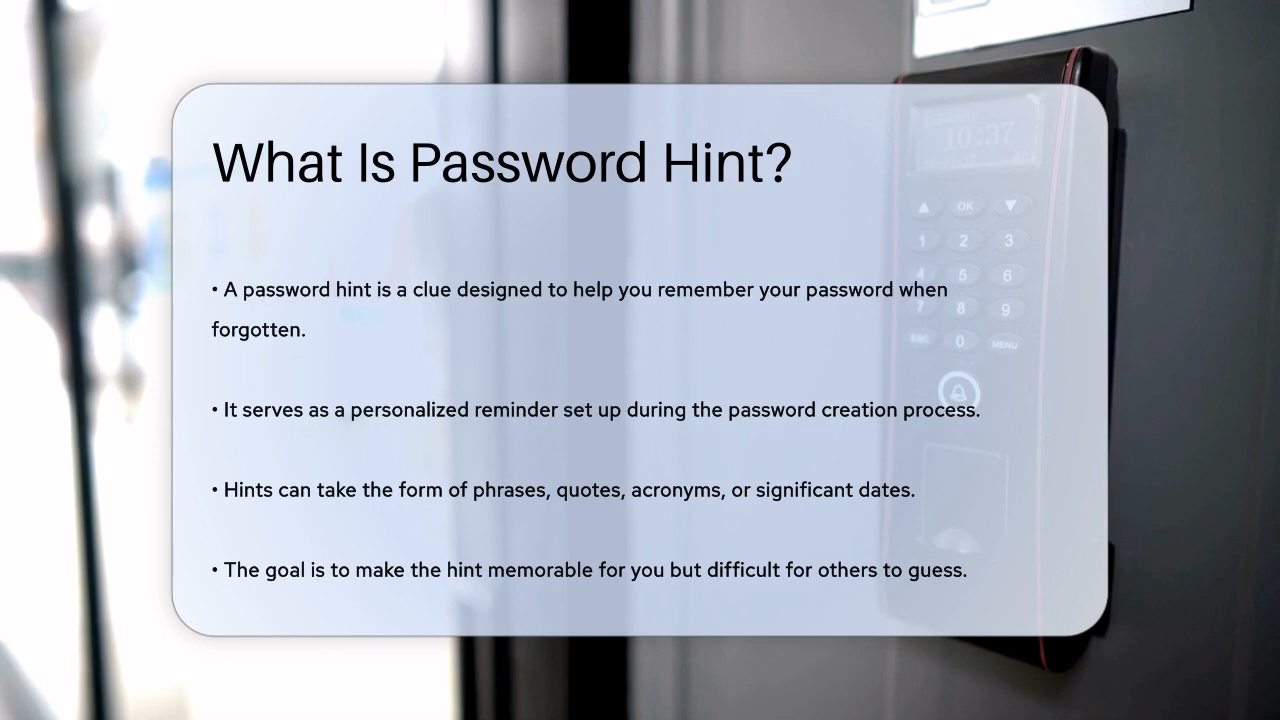 What Is Password Hint?
• A password hint is a clue designed to help you remember your password when
forgotten.
• It serves as a personalized reminder set up during the password creation process.
• Hints can take the form of phrases, quotes, acronyms, or significant dates.
• The goal is to make the hint memorable for you but difficult for others to guess.
10:37
▲ OK ▼
1 2 3
4 5 6
7 8 9
ESC 0 MENU